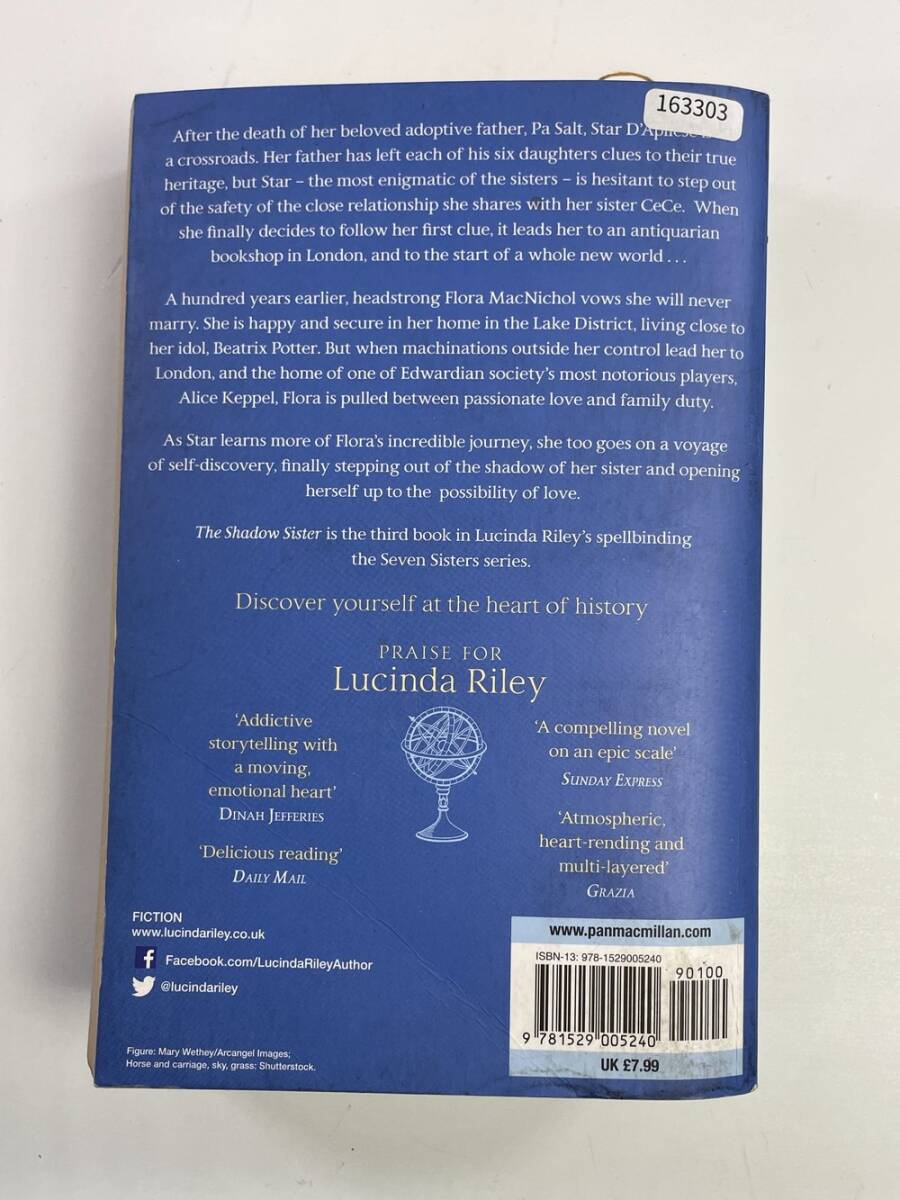 163303
After the death of her beloved adoptive father, Pa Salt, Star
a crossroads. Her father has left each of his six daughters clues to their true
heritage, but Star – the most enigmatic of the sisters – is hesitant to step out
of the safety of the close relationship she shares with her sister CeCe. When
she finally decides to follow her first clue, it leads her to an antiquarian
bookshop in London, and to the start of a whole new world . . .
A hundred years earlier, headstrong Flora MacNichol vows she will never
marry. She is happy and secure in her home in the Lake District, living close to
her idol, Beatrix Potter. But when machinations outside her control lead her to
London, and the home of one of Edwardian society's most notorious players,
Alice Keppel, Flora is pulled between passionate love and family duty.
As Star learns more of Flora's incredible journey, she too goes on a voyage
of self-discovery, finally stepping out of the shadow of her sister and opening
herself up to the possibility of love.
The Shadow Sister is the third book in Lucinda Riley's spellbinding
the Seven Sisters series.
Discover yourself at the heart of history
PRAISE FOR
Lucinda Riley
'Addictive
storytelling with
a moving,
emotional heart'
DINAH JEFFERIES
'Delicious reading'
DAILY MAIL
'A compelling novel
on an epic scale'
SUNDAY EXPRESS
'Atmospheric,
heart-rending and
multi-layered'
GRAZIA
FICTION
www.lucindariley.co.uk
Facebook.com/LucindaRileyAuthor
@lucindariley
Figure: Mary Wethey/Arcangel Images;
Horse and carriage, sky, grass: Shutterstock.
www.panmacmillan.com
ISBN-13: 978-1529005240
90100
9 781529 005240
UK £7.99